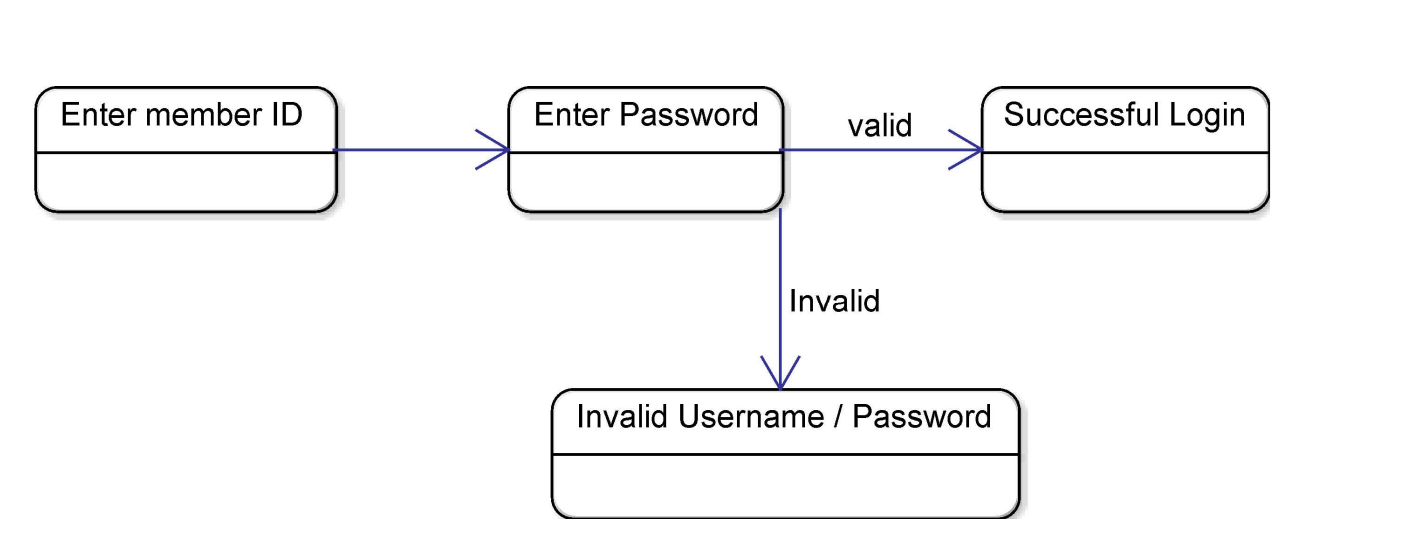 Enter member ID
Enter Password
valid
Successful Login
Invalid
Invalid Username / Password